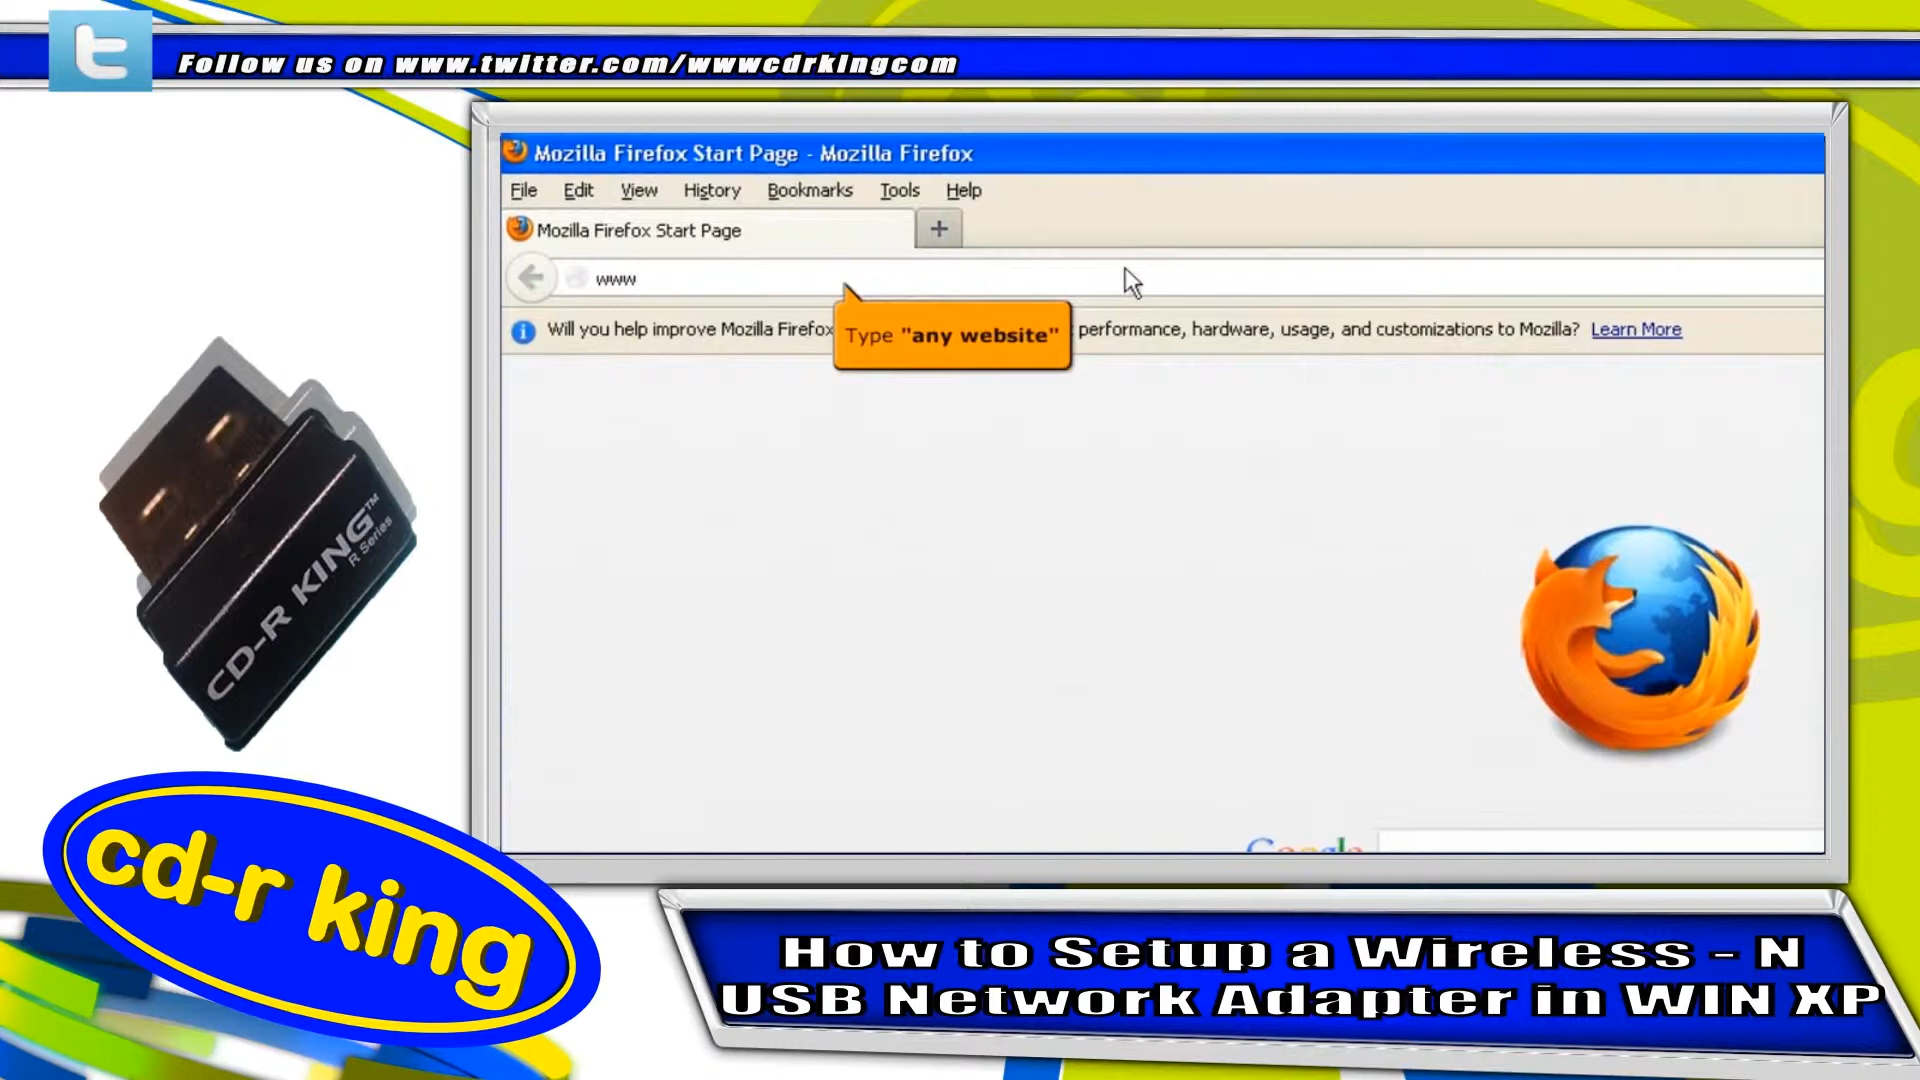 Follow us on www.twitter.com/wwwcdrkingcom
Mozilla Firefox Start Page - Mozilla Firefox
File Edit View History Bookmarks Tools Help
Mozilla Firefox Start Page
www
Type "any website"
Will you help improve Mozilla Firefox performance, hardware, usage, and customizations to Mozilla? Learn More
CD-R KING™
R Series
Google
cd-r king
How to Setup a Wireless - N
USB Network Adapter in WIN XP